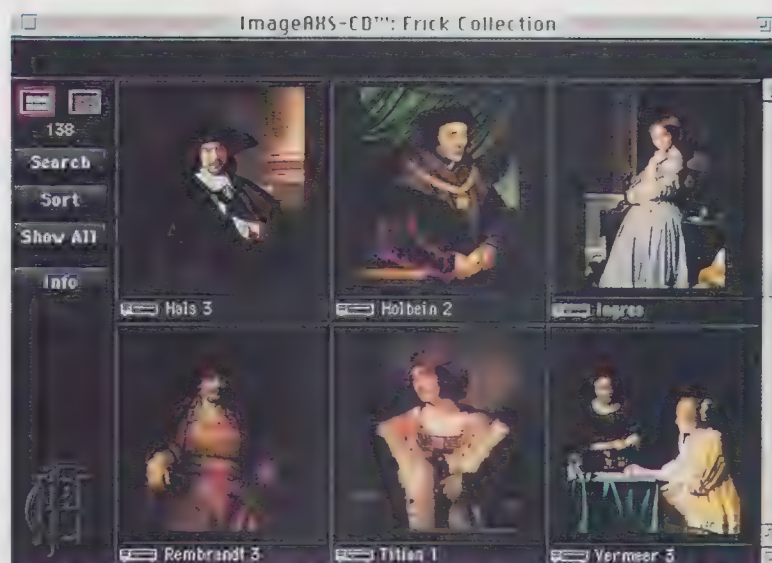 ImageAXS-CD™: Frick Collection
138
Search
Sort
Show All
Info
Hals 3
Holbein 2
Ingres
Rembrandt 3
Titian 1
Vermeer 3